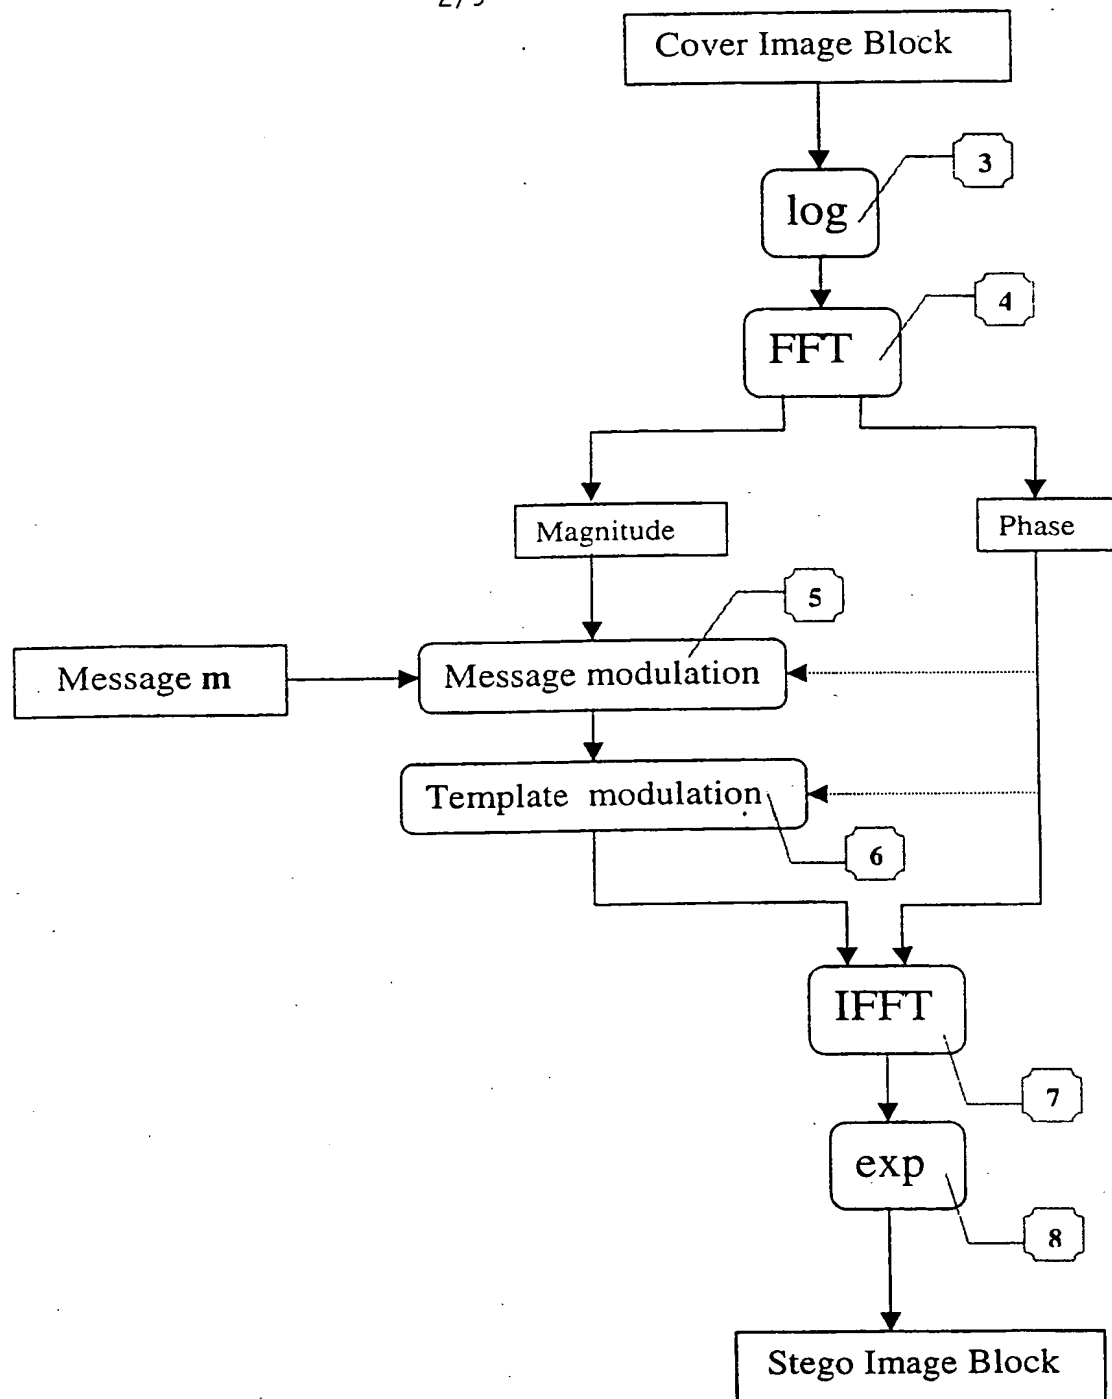 Cover Image Block
3
log
4
FFT
Magnitude
Phase
5
Message m
Message modulation
Template modulation
6
IFFT
7
exp
8
Stego Image Block